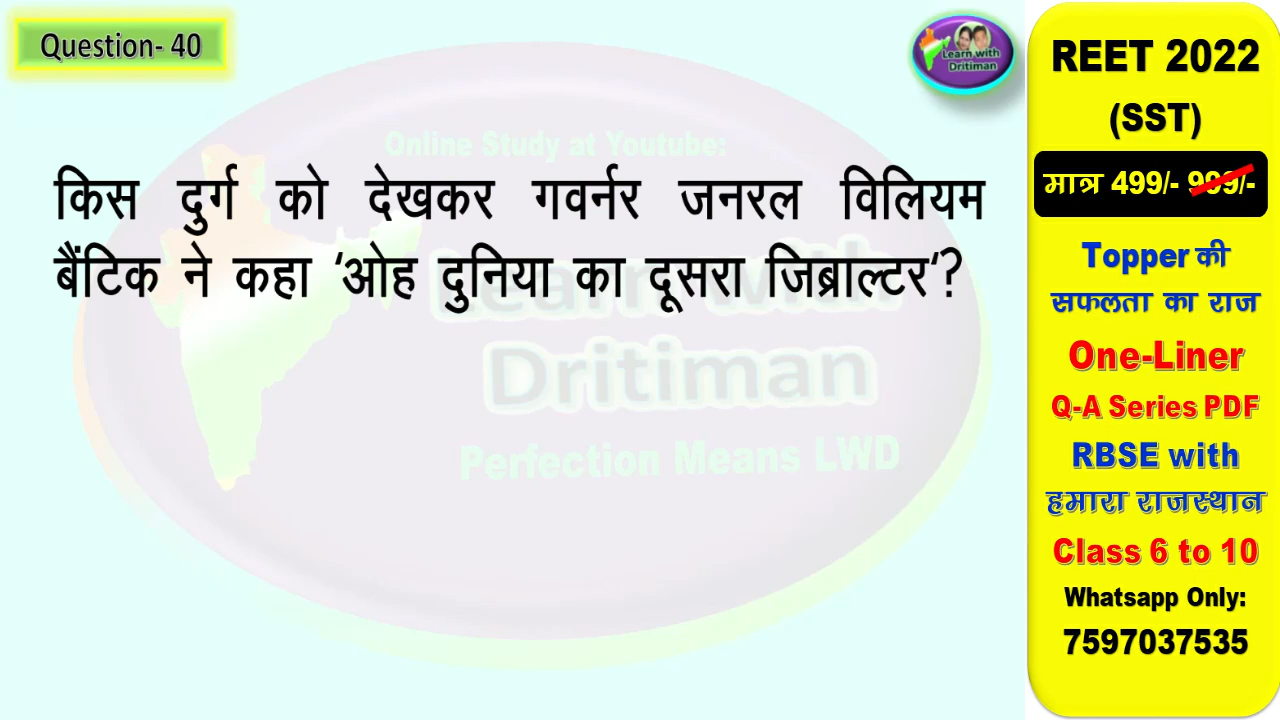 Question- 40
Learn with
Dritiman
Online Study at Youtube:
किस दुर्ग को देखकर गवर्नर जनरल विलियम
बैंटिक ने कहा ‘ओह दुनिया का दूसरा जिब्राल्टर‘?
Learn with
Dritiman
Perfection Means LWD
REET 2022
(SST)
मात्र 499/- 999/-
Topper की
सफलता का राज
One-Liner
Q-A Series PDF
RBSE with
हमारा राजस्थान
Class 6 to 10
Whatsapp Only:
7597037535